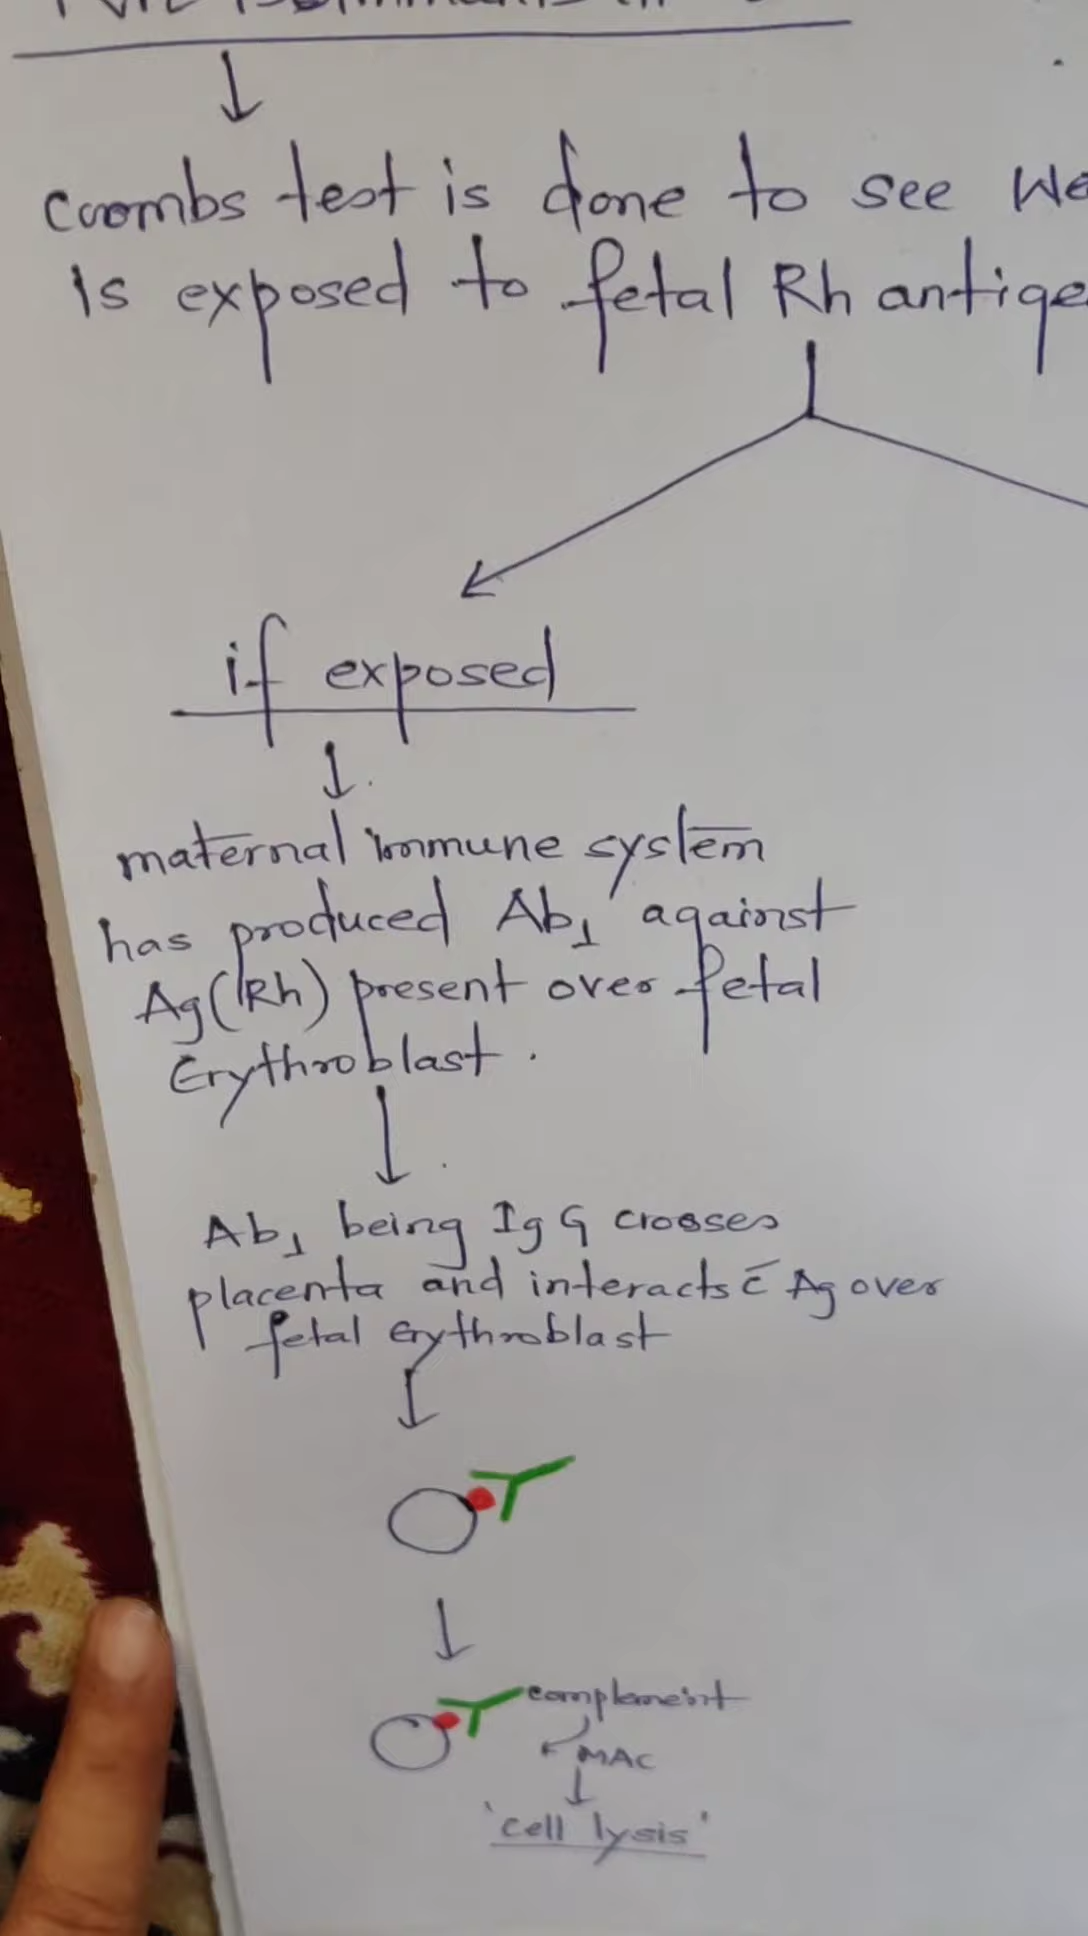 Coombs test is done to see
is exposed to fetal Rh
if exposed
maternal immune system
has produced Ab1 against
Ag(Rh) present over fetal
Erythroblast.
Ab1 being IgG crosses
placenta and interacts c̄ Ag over
fetal erythroblast
complement
MAC
'cell lysis'